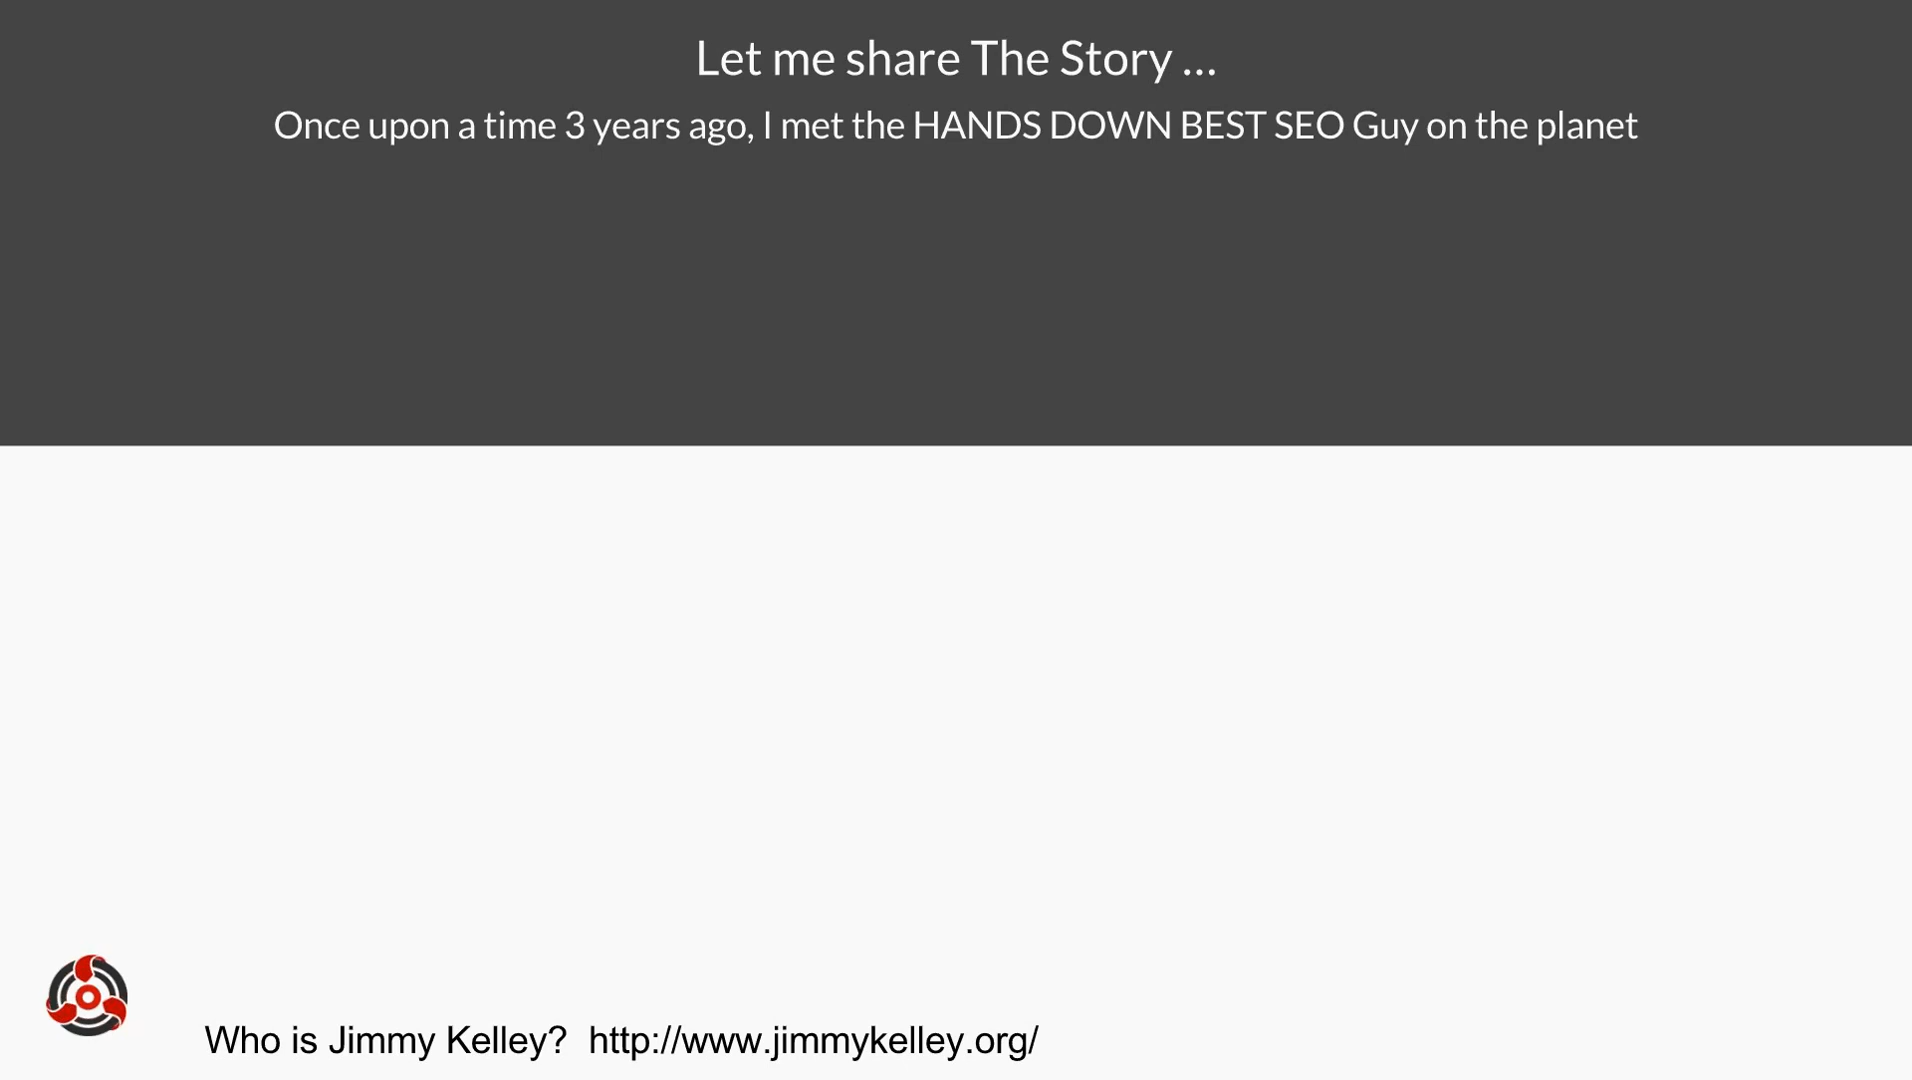 Let me share The Story ...
Once upon a time 3 years ago, I met the HANDS DOWN BEST SEO Guy on the planet
Who is Jimmy Kelley?  http://www.jimmykelley.org/